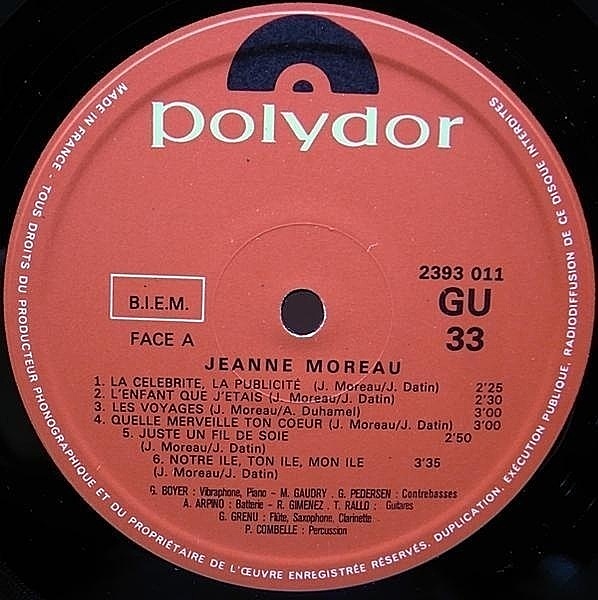 polydor
MADE IN FRANCE - TOUS DROITS DU PRODUCTEUR PHONOGRAPHIQUE ET DU PROPRIÉTAIRE DE L'ŒUVRE ENREGISTRÉE RÉSERVÉS. DUPLICATION, EXÉCUTION PUBLIQUE, RADIODIFFUSION DE CE DISQUE INTERDITES
2393 011
B.I.E.M.
GU
FACE A
33
JEANNE MOREAU
1. LA CELEBRITE, LA PUBLICITÉ (J. Moreau/J. Datin) 2'25
2. L'ENFANT QUE J'ETAIS (J. Moreau/J. Datin) 2'30
3. LES VOYAGES (J. Moreau/A. Duhamel) 3'00
4. QUELLE MERVEILLE TON COEUR (J. Moreau/J. Datin) 3'00
5. JUSTE UN FIL DE SOIE 2'50
(J. Moreau/J. Datin)
6. NOTRE ILE, TON ILE, MON ILE 3'35
(J. Moreau/J. Datin)
G. BOYER : Vibraphone, Piano - M. GAUDRY . G. PEDERSEN : Contrebasses
A. ARPINO : Batterie - R. GIMENEZ . T. RALLO : Guitares
G. GRENU : Flûte, Saxophone, Clarinette
P. COMBELLE : Percussion